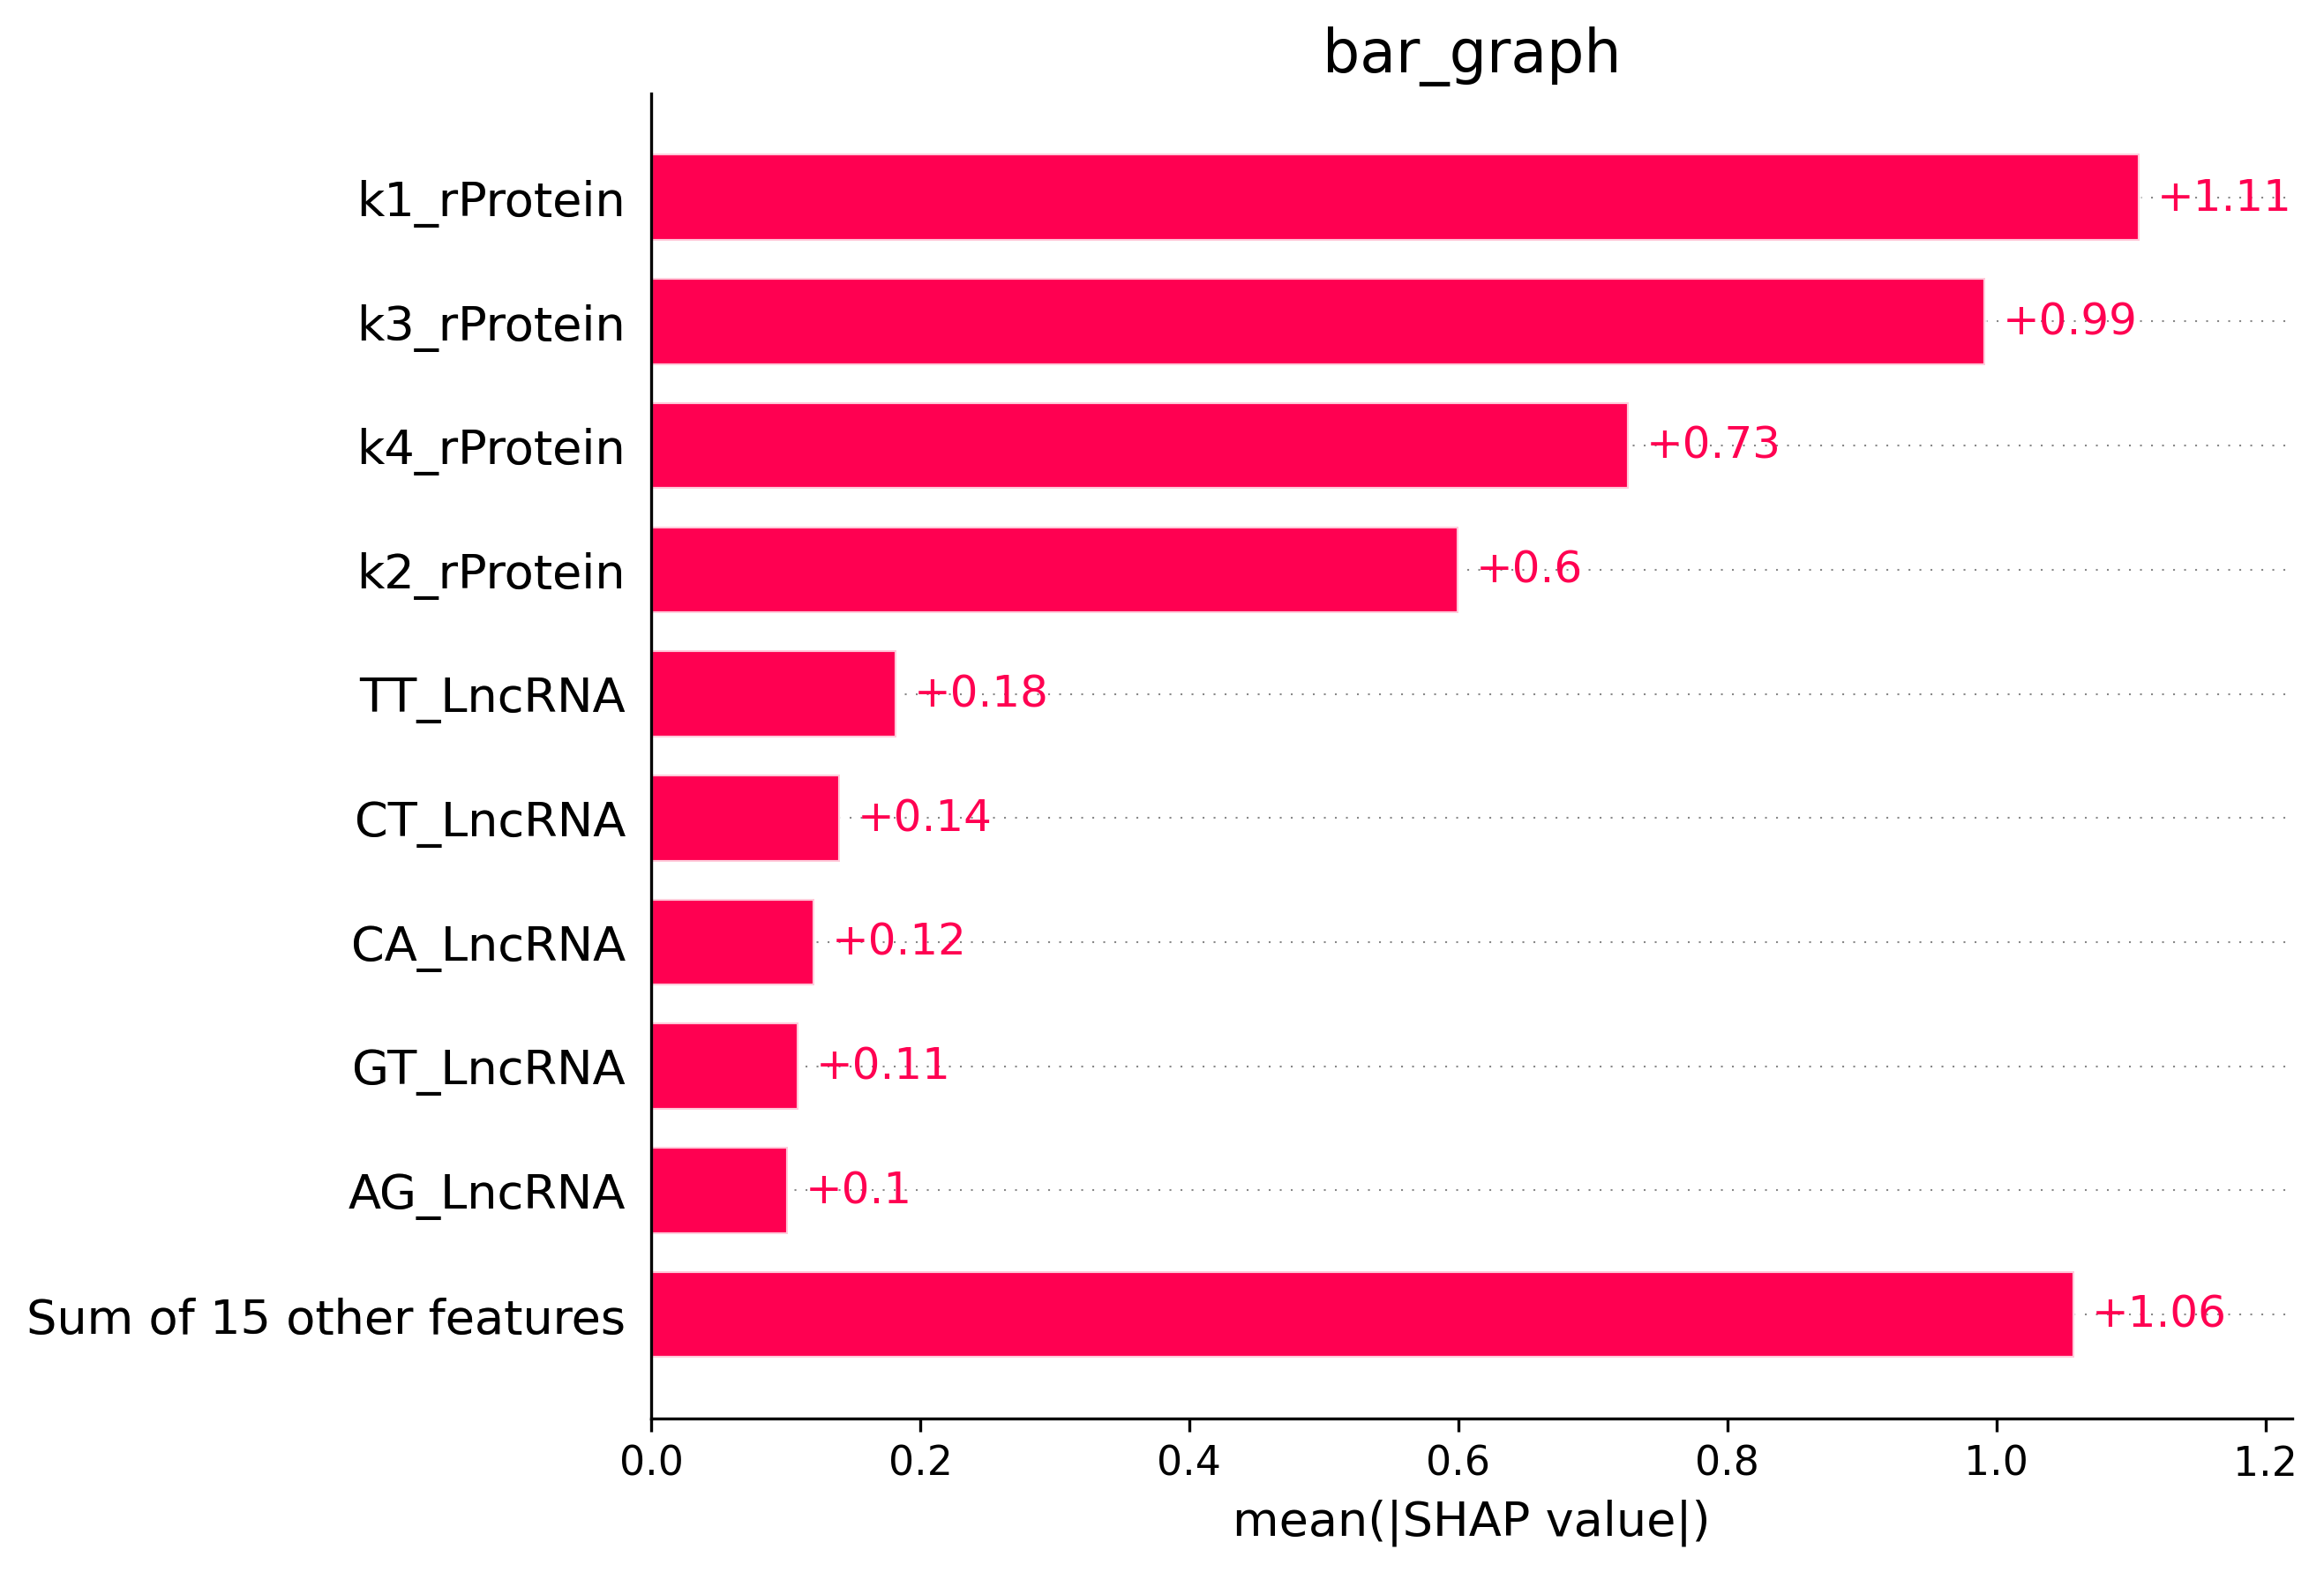 bar_graph
k1_rProtein +1.11
k3_rProtein +0.99
k4_rProtein +0.73
k2_rProtein +0.6
TT_LncRNA +0.18
CT_LncRNA +0.14
CA_LncRNA +0.12
GT_LncRNA +0.11
AG_LncRNA +0.1
Sum of 15 other features +1.06
0.0 0.2 0.4 0.6 0.8 1.0 1.2
mean(|SHAP value|)